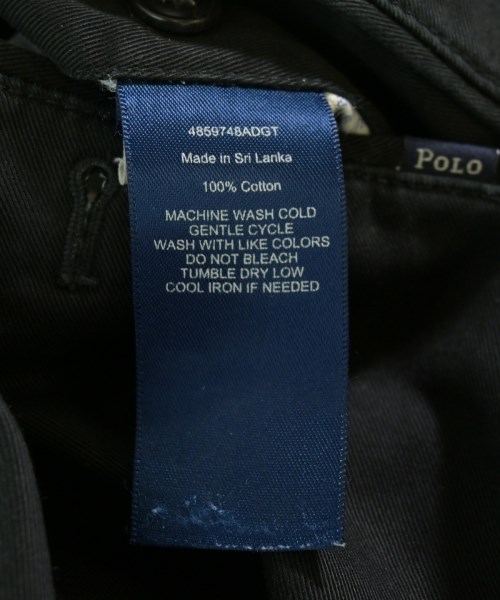 4859748ADGT
Made in Sri Lanka
100% Cotton
MACHINE WASH COLD
GENTLE CYCLE
WASH WITH LIKE COLORS
DO NOT BLEACH
TUMBLE DRY LOW
COOL IRON IF NEEDED
POLO